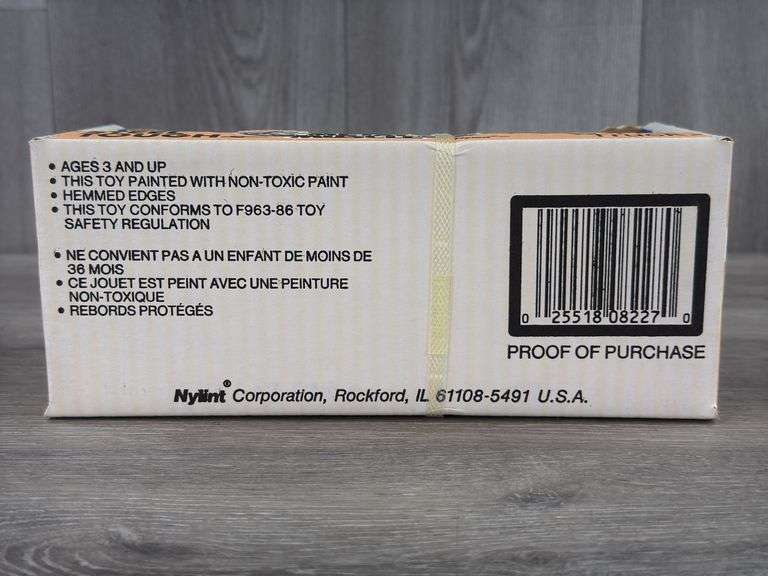 • AGES 3 AND UP
• THIS TOY PAINTED WITH NON-TOXIC PAINT
• HEMMED EDGES
• THIS TOY CONFORMS TO F963-86 TOY
SAFETY REGULATION
• NE CONVIENT PAS A UN ENFANT DE MOINS DE
36 MOIS
• CE JOUET EST PEINT AVEC UNE PEINTURE
NON-TOXIQUE
• REBORDS PROTÉGÉS
0 25518 08227 0
PROOF OF PURCHASE
Nylint® Corporation, Rockford, IL 61108-5491 U.S.A.